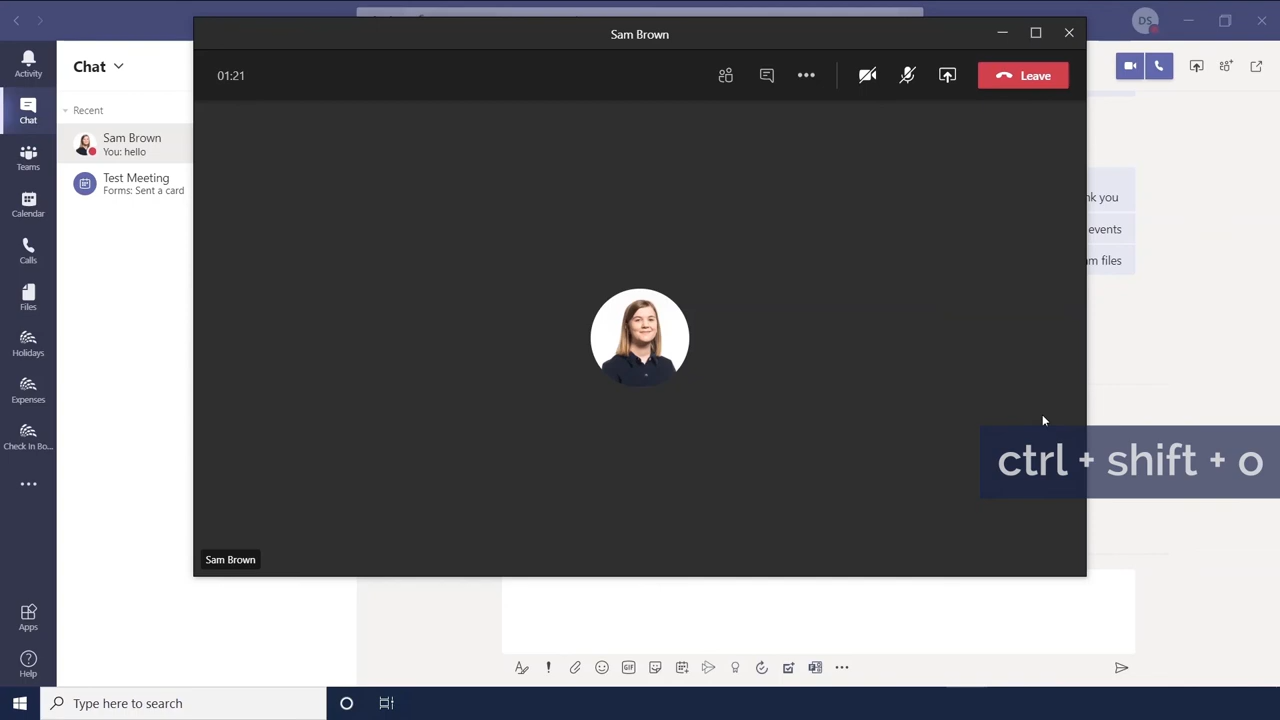 DS
Sam Brown
Activity
Chat
Teams
Calendar
Calls
Files
Holidays
Expenses
Check In Bo...
Apps
Help
Chat
Recent
Sam Brown
You: hello
Test Meeting
Forms: Sent a card
01:21
Leave
Sam Brown
you
events
files
ctrl + shift + o
GIF
Type here to search